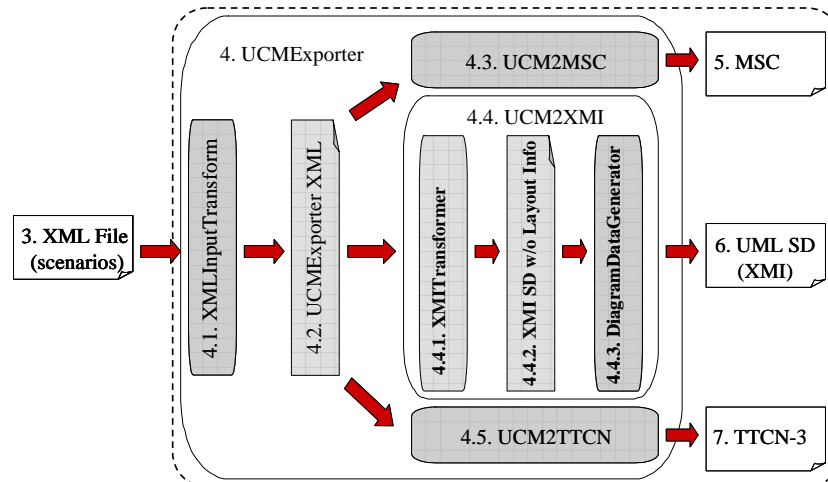 4. UCMExporter
4.3. UCM2MSC
5. MSC
4.4. UCM2XMI
3. XML File
(scenarios)
4.1. XMLInputTransform
4.2. UCMExporter XML
4.4.1. XMITransformer
4.4.2. XMI SD w/o Layout Info
4.4.3. DiagramDataGenerator
6. UML SD
(XMI)
4.5. UCM2TTCN
7. TTCN-3